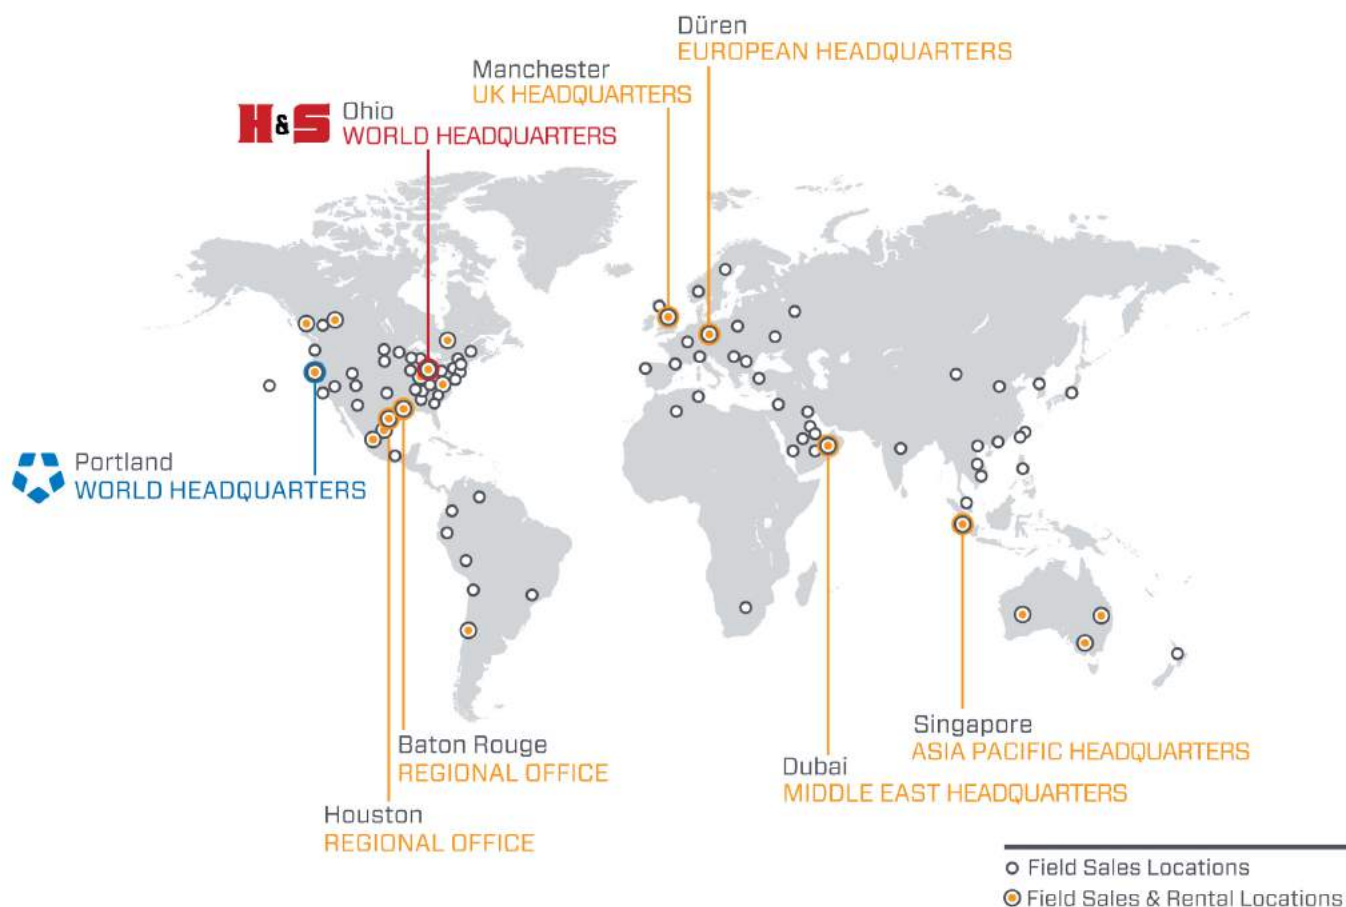 Düren
EUROPEAN HEADQUARTERS
Manchester
UK HEADQUARTERS
H&S
Ohio
WORLD HEADQUARTERS
Portland
WORLD HEADQUARTERS
Baton Rouge
REGIONAL OFFICE
Houston
REGIONAL OFFICE
Singapore
ASIA PACIFIC HEADQUARTERS
Dubai
MIDDLE EAST HEADQUARTERS
Field Sales Locations
Field Sales & Rental Locations